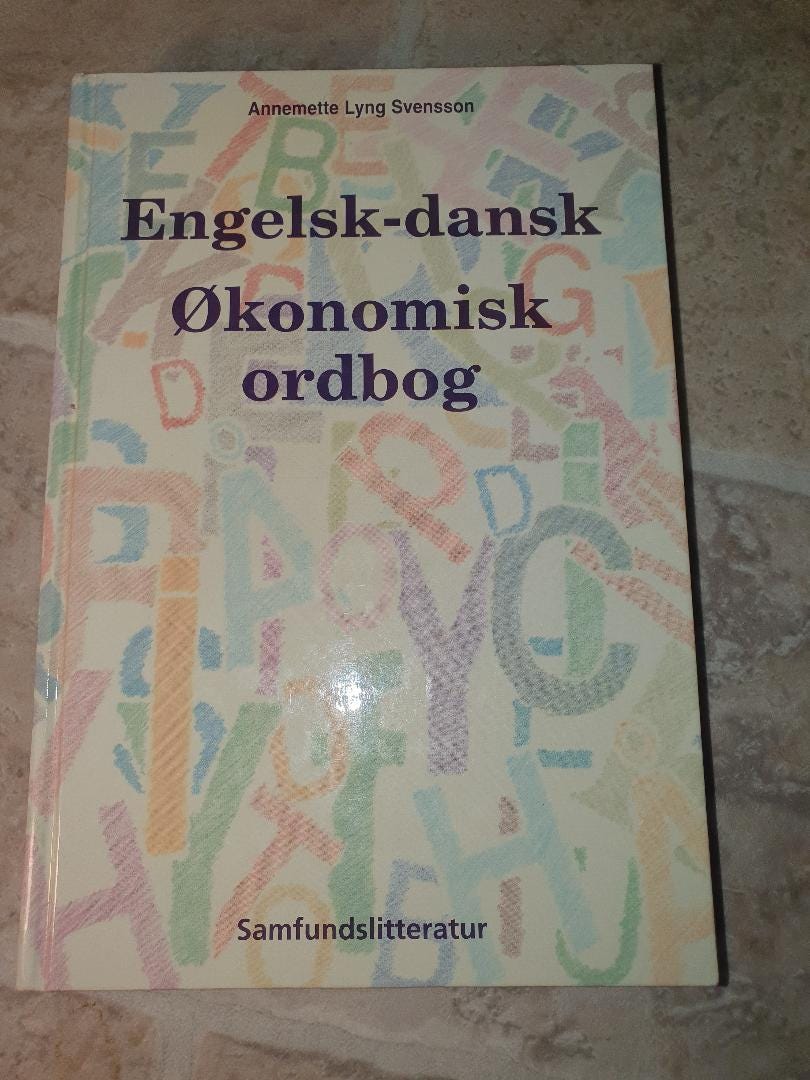 Annemette Lyng Svensson
Engelsk-dansk
Økonomisk
ordbog
Samfundslitteratur